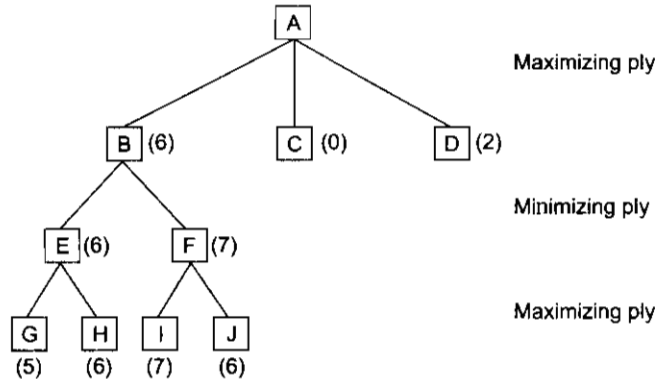 A
Maximizing ply
B (6) C (0) D (2)
Minimizing ply
E (6) F (7)
G H I J
Maximizing ply
(5) (6) (7) (6)